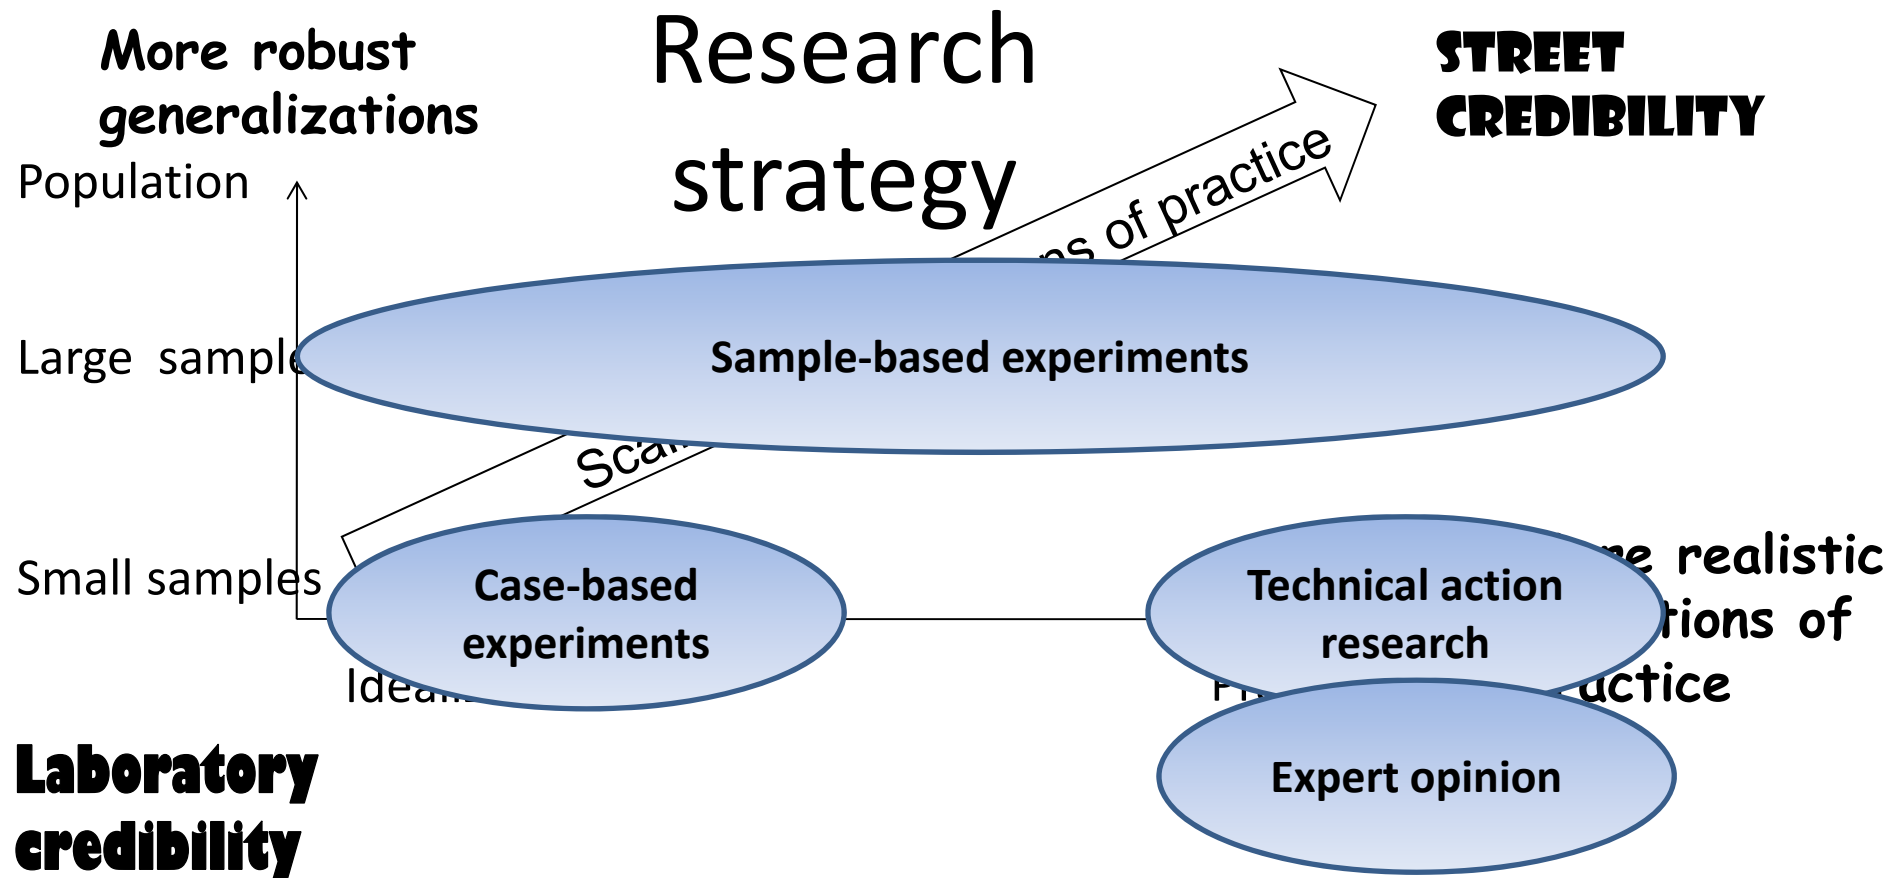 More robust
generalizations
Research
strategy
STREET
CREDIBILITY
Population
of practice
Large sample
Sample-based experiments
Small samples
Case-based
experiments
Technical action
research
realistic
of
Expert opinion
Laboratory
credibility